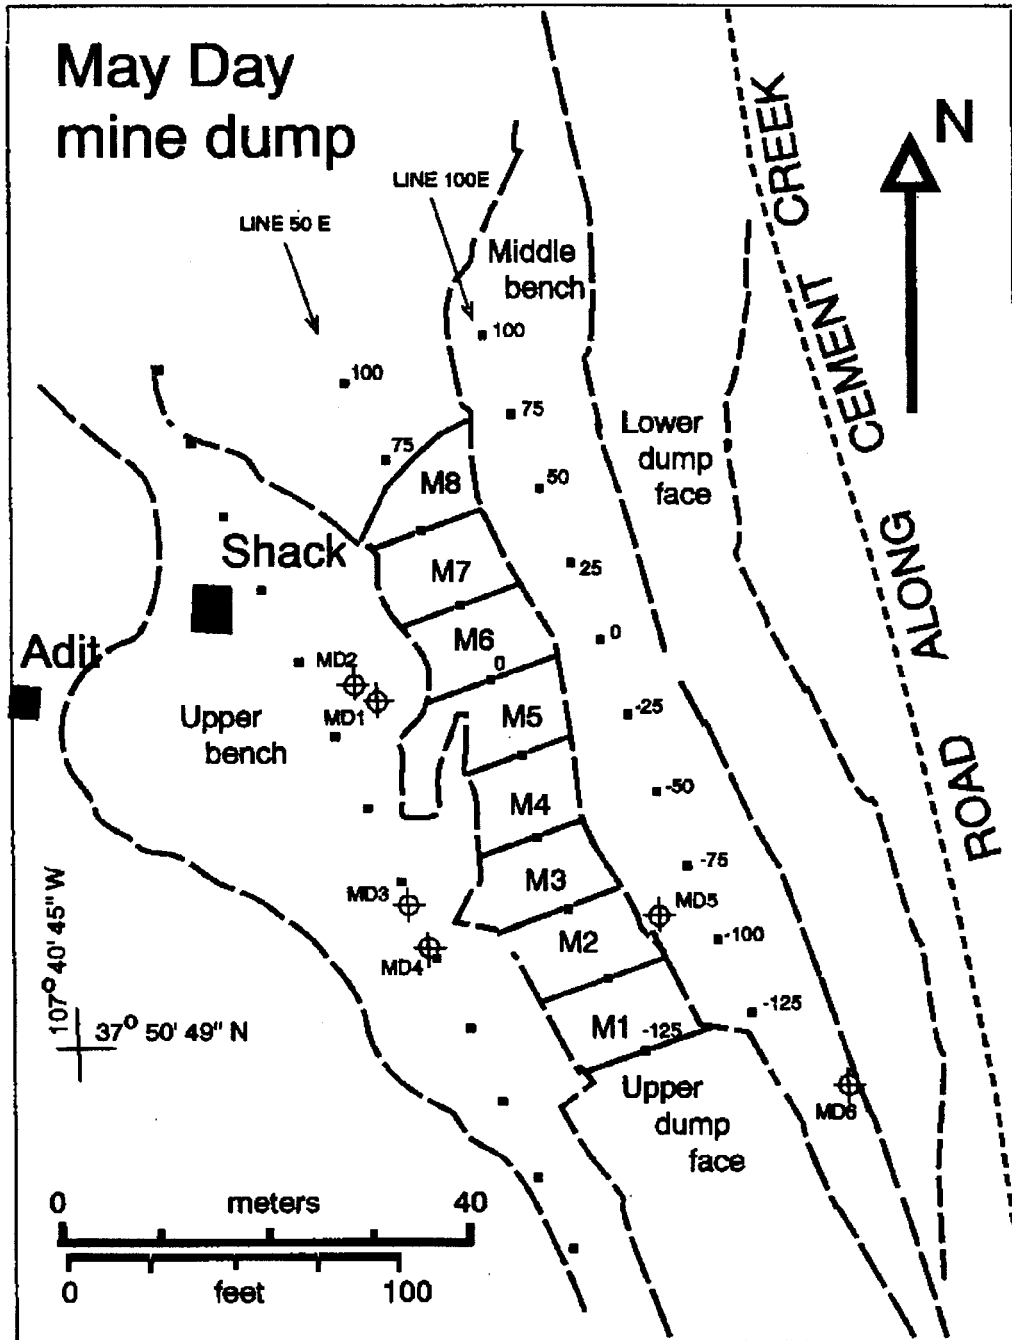 May Day
mine dump
N
LINE 100E
LINE 50 E
CREEK
CEMENT
ALONG
ROAD
Middle
bench
100
100
75
75
Lower
dump
face
M8
50
Shack
M7
25
Adit
MD2
M6
0
0
MD1
Upper
bench
M5
-25
M4
-50
M3
-75
MD3
MD5
M2
-100
MD4
107° 40' 45" W
37° 50' 49" N
M1
-125
-125
Upper
dump
face
MD6
0 meters 40
0 feet 100